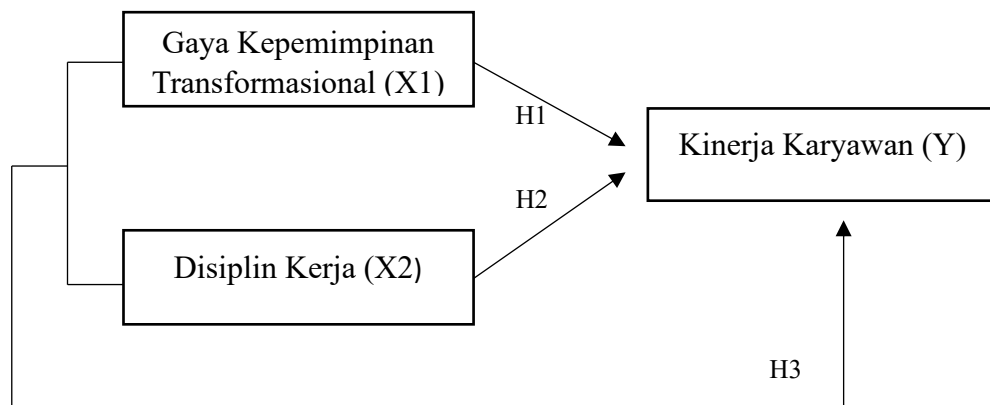 Gaya Kepemimpinan
Transformasional (X1)
H1
Kinerja Karyawan (Y)
H2
Disiplin Kerja (X2)
H3